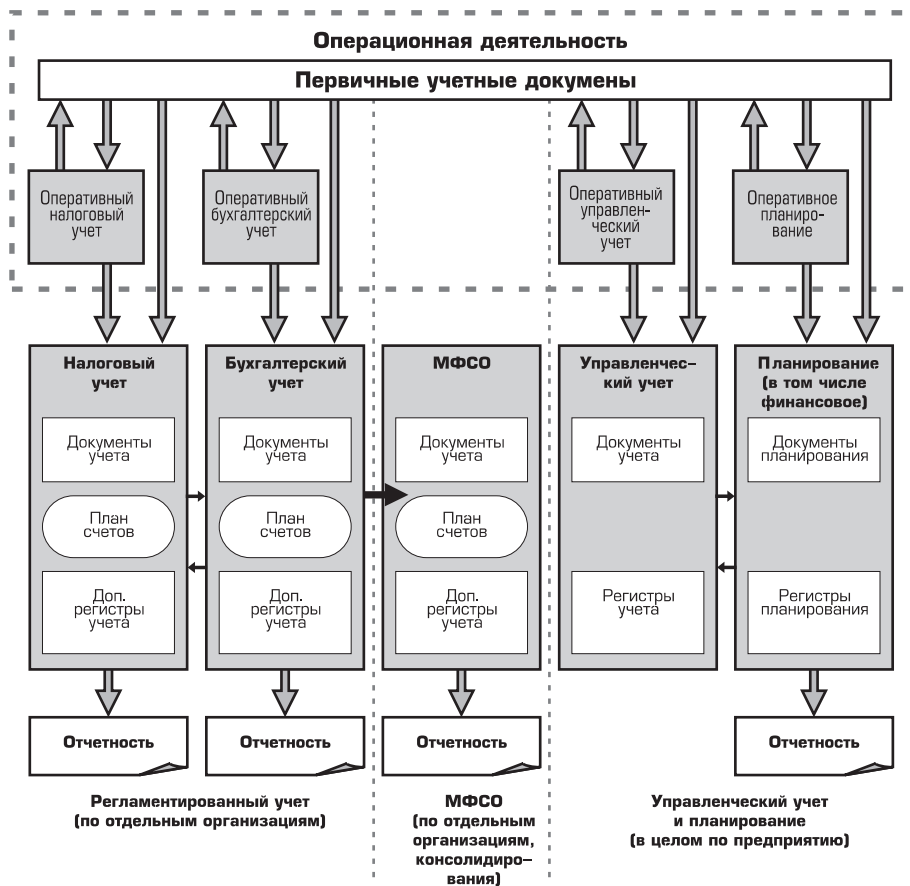 Операционная деятельность
Первичные учетные докумены
Оперативный
налоговый
учет
Оперативный
бухгалтерский
учет
Оперативный
управлен-
ческий
учет
Оперативное
планиро-
вание
Налоговый
учет
Документы
учета
План
счетов
Доп.
регистры
учета
Бухгалтерский
учет
Документы
учета
План
счетов
Доп.
регистры
учета
МФСО
Документы
учета
План
счетов
Доп.
регистры
учета
Управленчес-
кий учет
Документы
учета
Регистры
учета
Планирование
(в том числе
финансовое)
Документы
планирования
Регистры
планирования
Отчетность
Отчетность
Отчетность
Отчетность
Регламентированный учет
(по отдельным организациям)
МФСО
(по отдельным
организациям,
консолидиро-
вания)
Управленческий учет
и планирование
(в целом по предприятию)